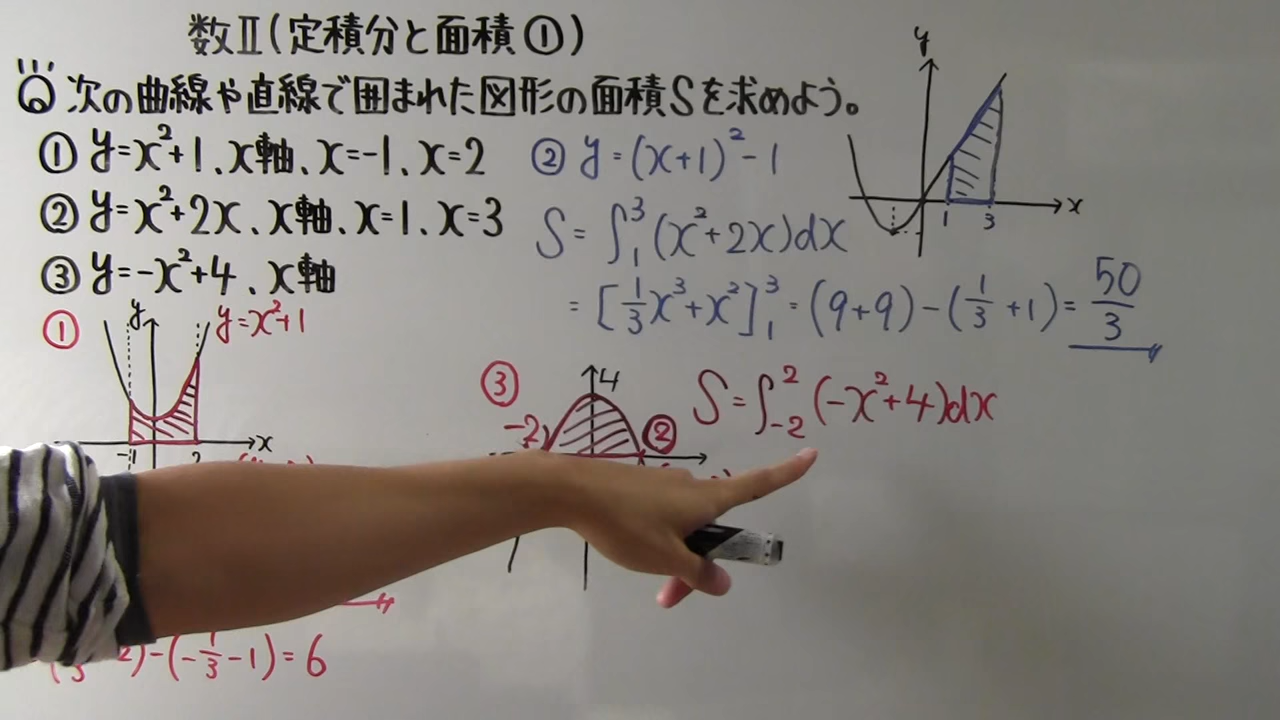 数Ⅱ(定積分と面積①)
Q 次の曲線や直線で囲まれた図形の面積Sを求めよう。
① y=x²+1、x軸、x=-1、x=2
② y=x²+2x、x軸、x=1、x=3
③ y=-x²+4、x軸
①
y
y=x²+1
x
-1 2
)-(-1/3-1)=6
② y=(x+1)²-1
S=∫₁³(x²+2x)dx
=[1/3x³+x²]₁³=(9+9)-(1/3+1)=50/3
y
x
1 3
③
4
-2 ②
S=∫₋₂²(-x²+4)dx